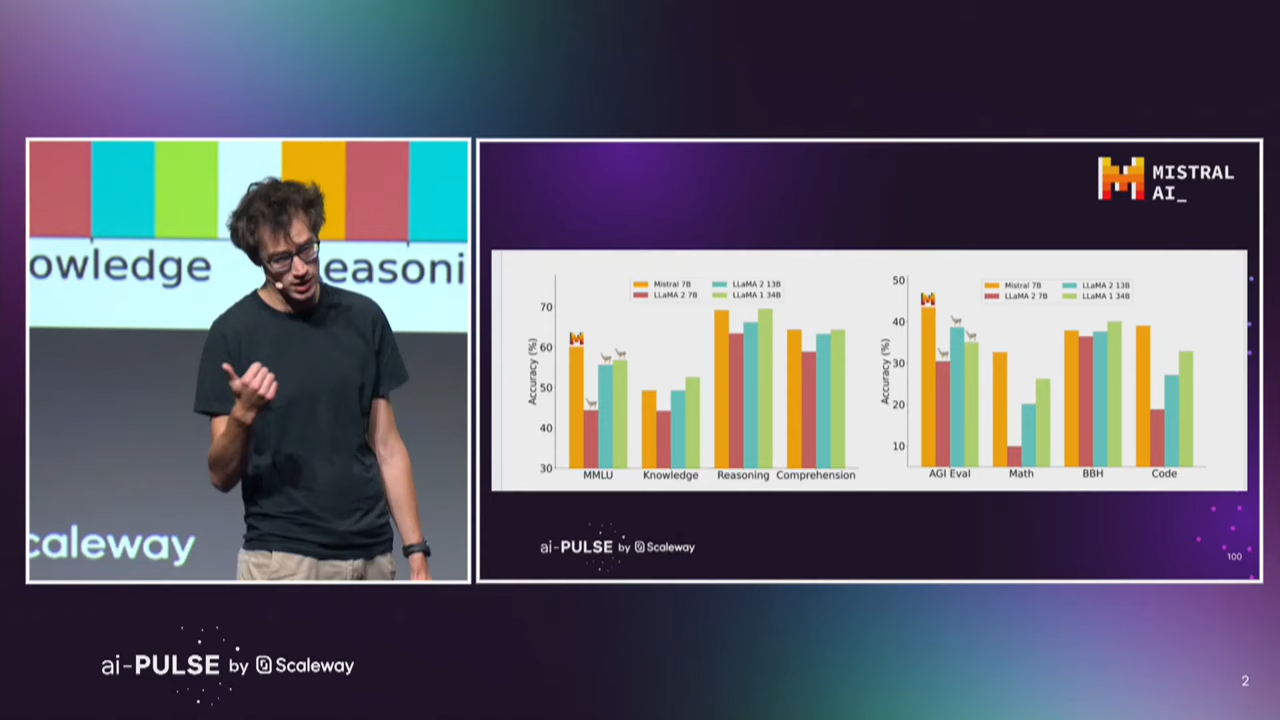 owledge
easoni
caleway
MISTRAL
AI_
Mistral 7B
LLaMA 2 7B
LLaMA 2 13B
LLaMA 1 34B
Accuracy (%)
70
60
50
40
30
MMLU
Knowledge
Reasoning
Comprehension
Mistral 7B
LLaMA 2 7B
LLaMA 2 13B
LLaMA 1 34B
Accuracy (%)
50
40
30
20
10
AGI Eval
Math
BBH
Code
ai-PULSE by Scaleway
100
ai-PULSE by Scaleway
2